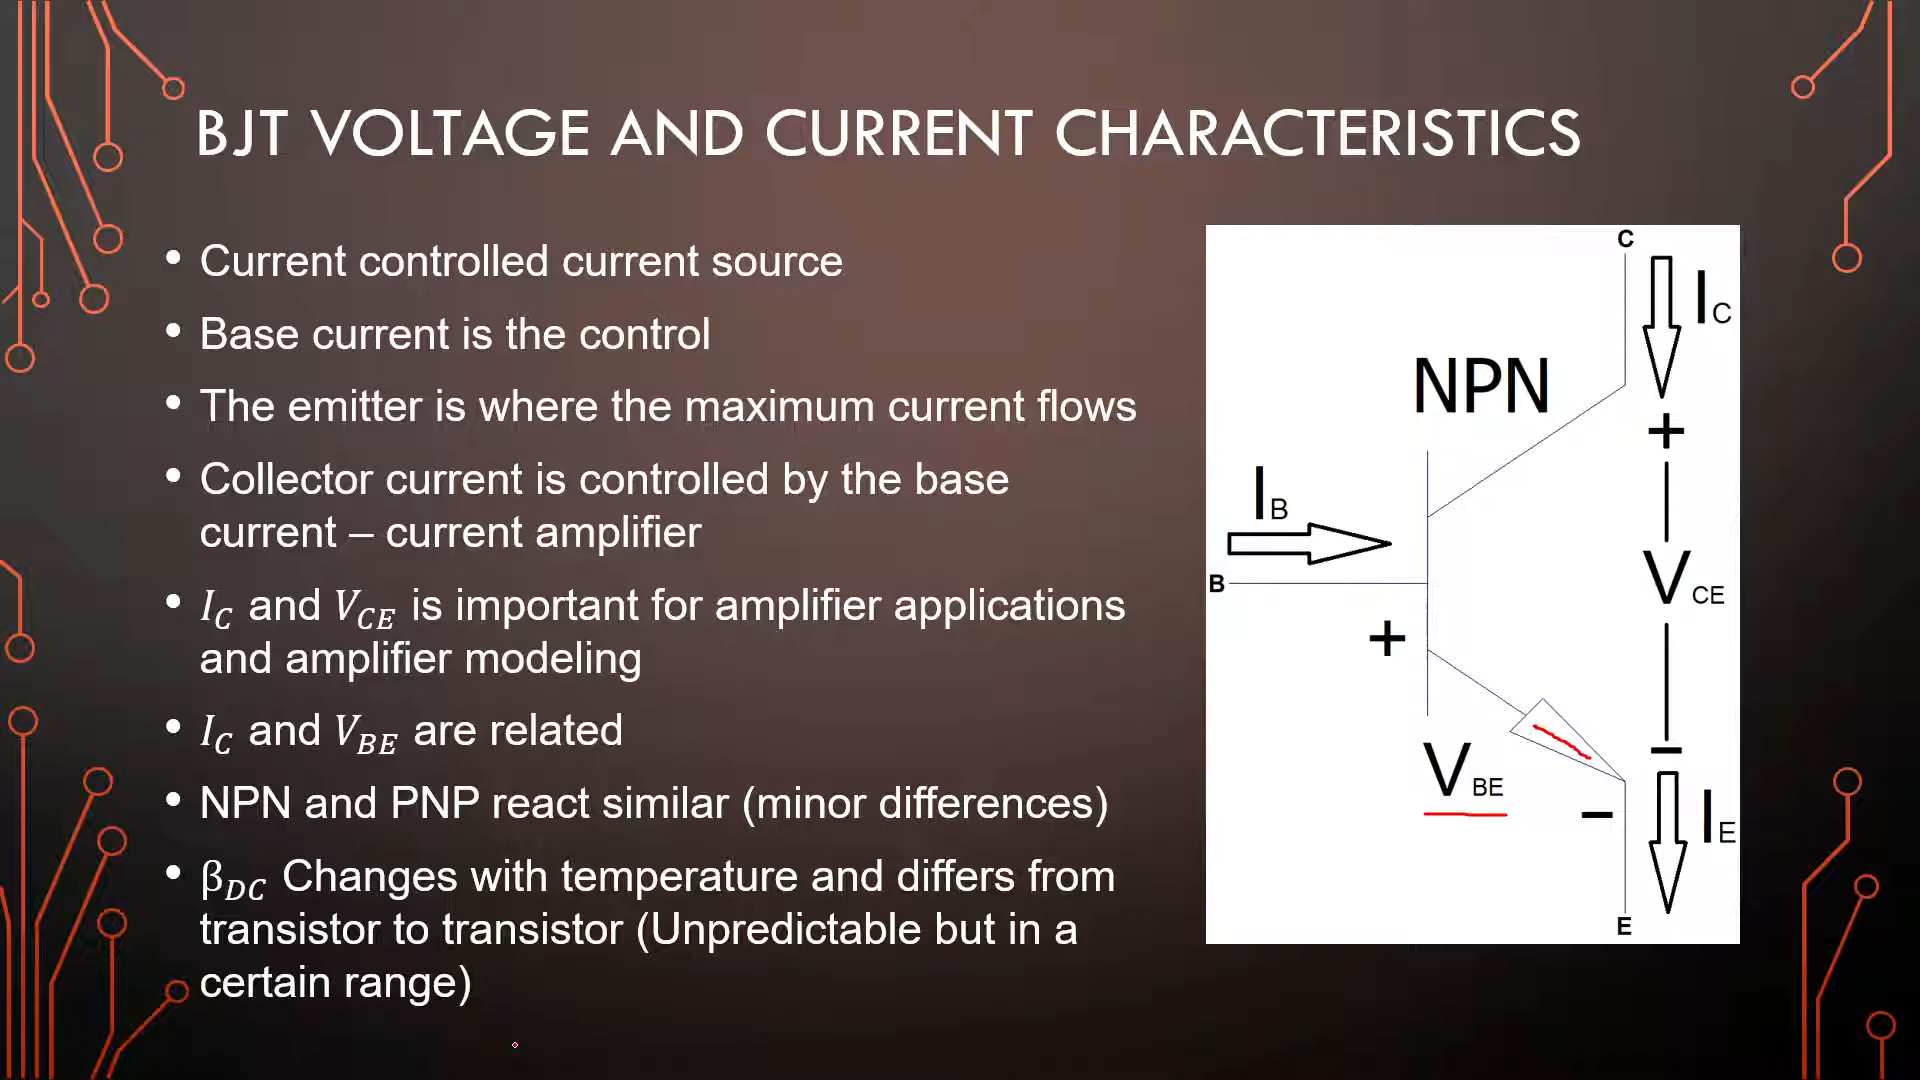 BJT VOLTAGE AND CURRENT CHARACTERISTICS
• Current controlled current source
• Base current is the control
• The emitter is where the maximum current flows
• Collector current is controlled by the base
current – current amplifier
• I_C and V_CE is important for amplifier applications
and amplifier modeling
• I_C and V_BE are related
• NPN and PNP react similar (minor differences)
• β_DC Changes with temperature and differs from
transistor to transistor (Unpredictable but in a
certain range)
C
I_C
NPN
+
I_B
B
V_CE
+
V_BE
–
–
I_E
E